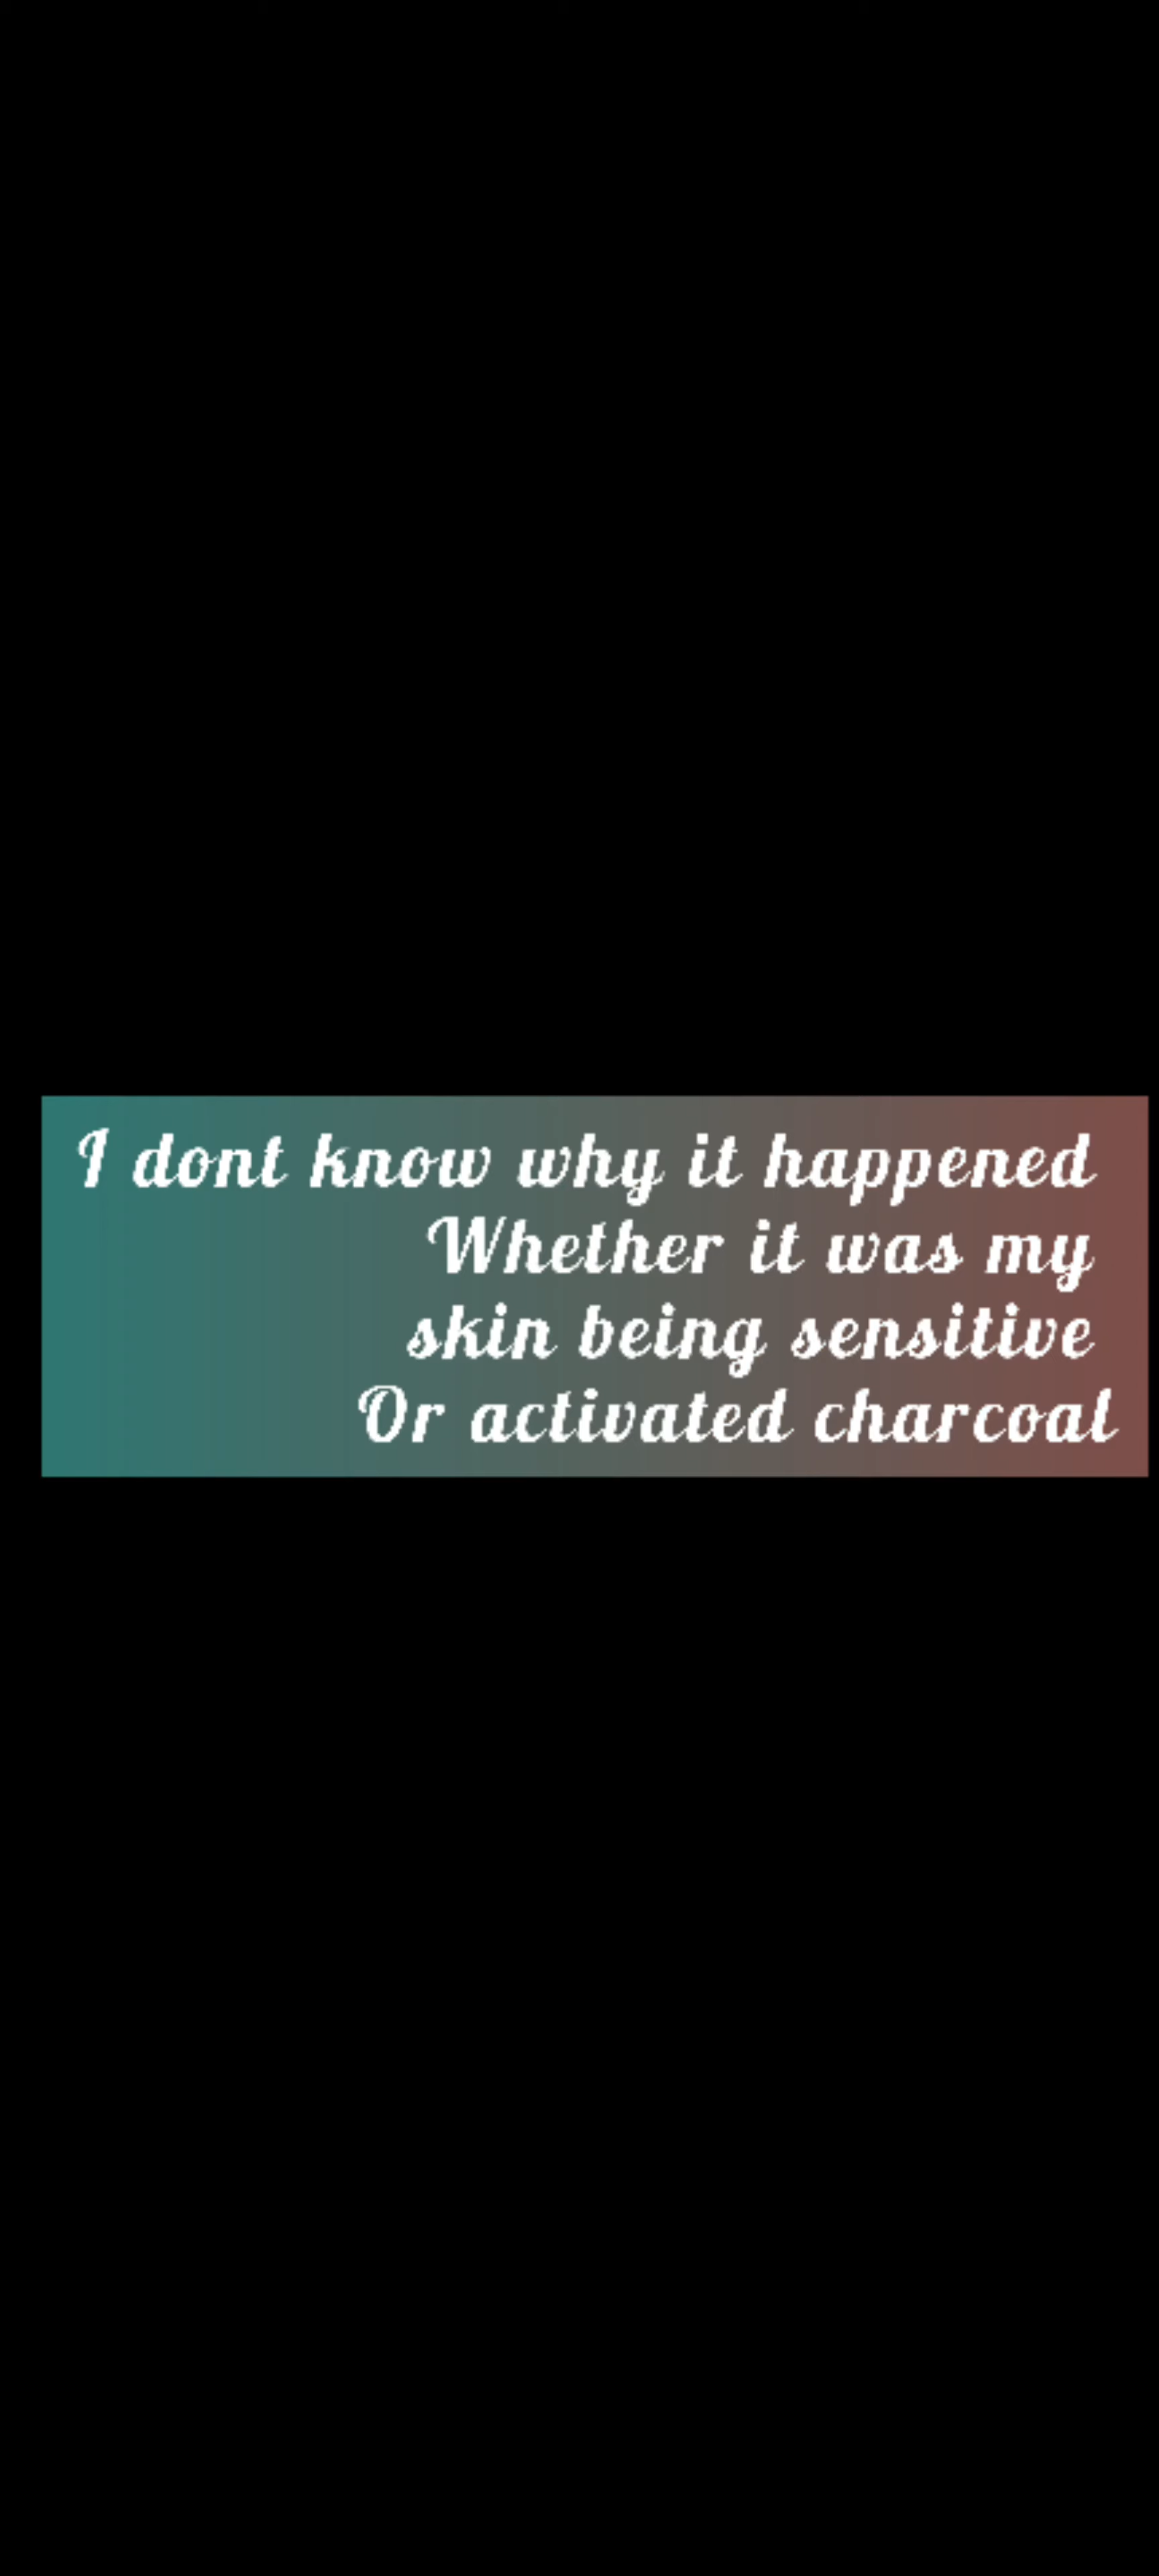 I dont know why it happened
Whether it was my
skin being sensitive
Or activated charcoal